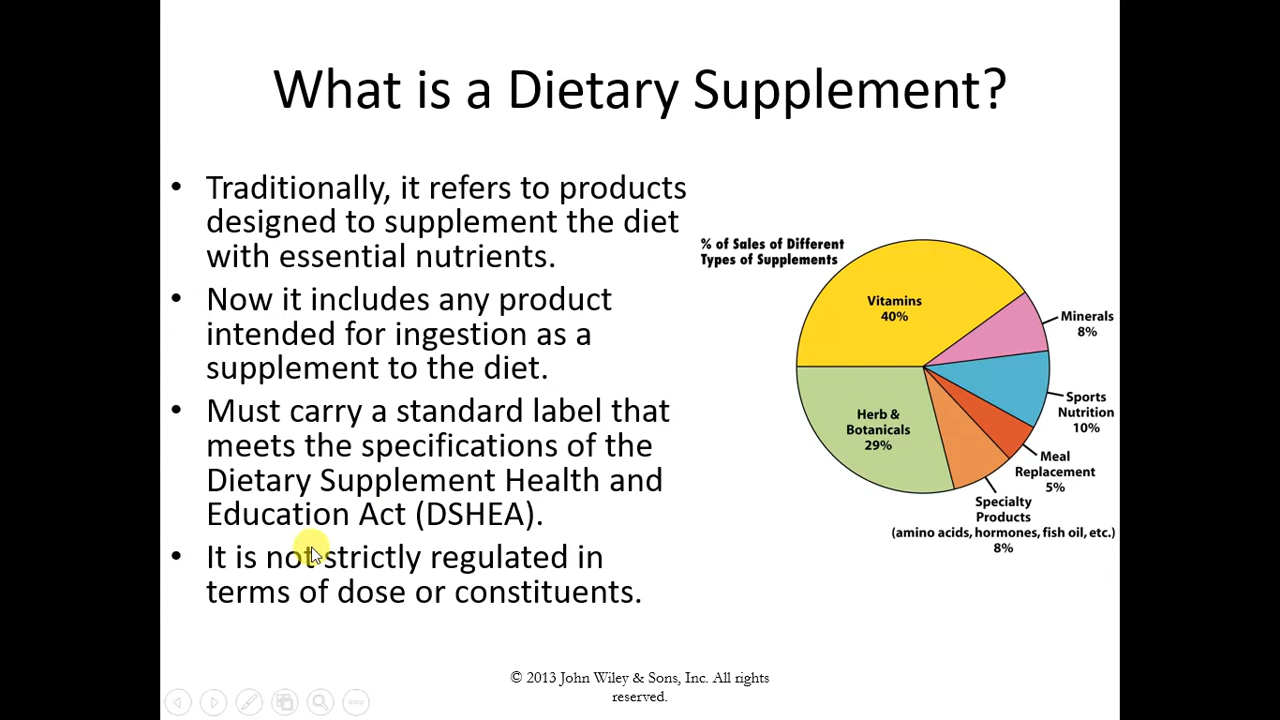 What is a Dietary Supplement?
• Traditionally, it refers to products
designed to supplement the diet
with essential nutrients.
• Now it includes any product
intended for ingestion as a
supplement to the diet.
• Must carry a standard label that
meets the specifications of the
Dietary Supplement Health and
Education Act (DSHEA).
• It is not strictly regulated in
terms of dose or constituents.
% of Sales of Different
Types of Supplements
Vitamins
40%
Minerals
8%
Sports
Nutrition
10%
Meal
Replacement
5%
Specialty
Products
(amino acids, hormones, fish oil, etc.)
8%
Herb &
Botanicals
29%
© 2013 John Wiley & Sons, Inc. All rights
reserved.